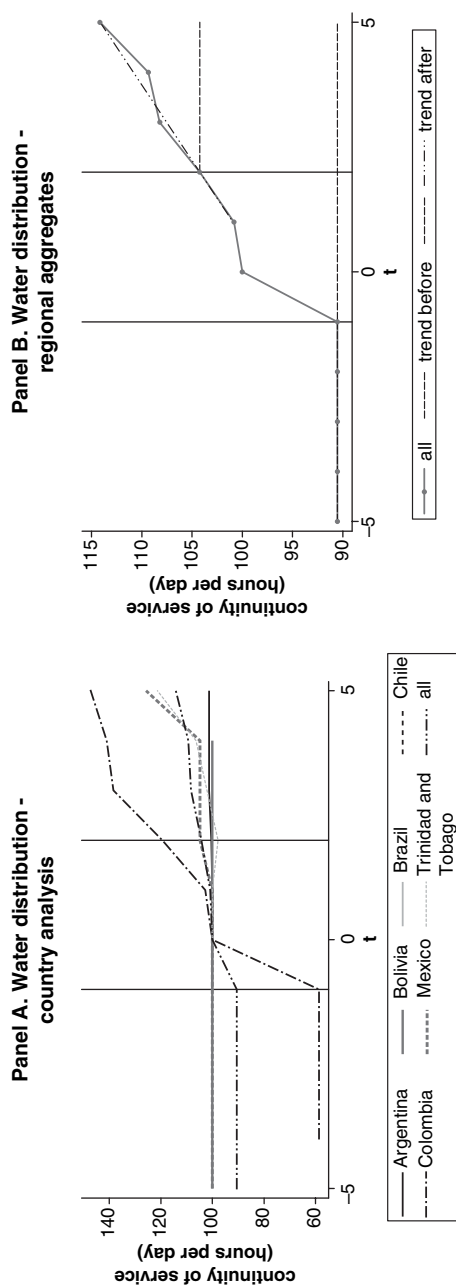 Panel A. Water distribution -
country analysis
continuity of service
(hours per day)
140
120
100
80
60
-5
0
5
t
Argentina
Bolivia
Brazil
Chile
Colombia
Mexico
Trinidad and
Tobago
all
Panel B. Water distribution -
regional aggregates
continuity of service
(hours per day)
115
110
105
100
95
90
-5
0
5
t
all
trend before
trend after